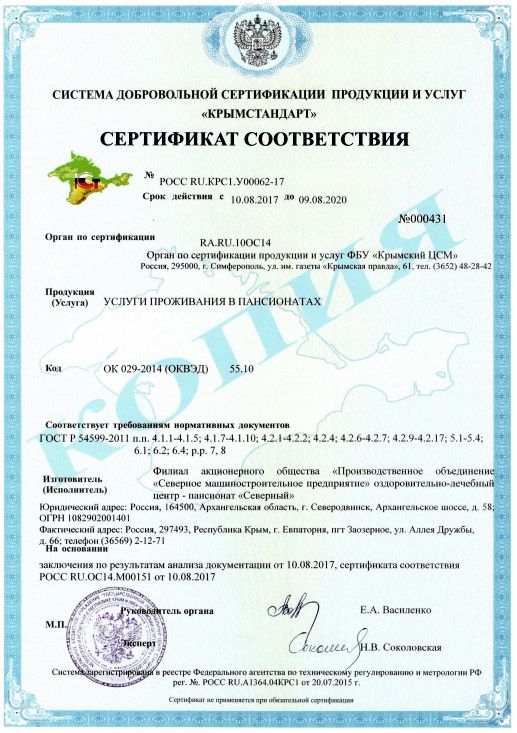 СИСТЕМА ДОБРОВОЛЬНОЙ СЕРТИФИКАЦИИ ПРОДУКЦИИ И УСЛУГ
«КРЫМСТАНДАРТ»
СЕРТИФИКАТ СООТВЕТСТВИЯ
№ РОСС RU.КРС1.У00062-17
Срок действия с 10.08.2017 до 09.08.2020
№000431
Орган по сертификации
RA.RU.10ОС14
Орган по сертификации продукции и услуг ФБУ «Крымский ЦСМ»
Россия, 295000, г. Симферополь, ул. им. газеты «Крымская правда», 61, тел. (3652) 48-28-42
Продукция
(Услуга) УСЛУГИ ПРОЖИВАНИЯ В ПАНСИОНАТАХ
КОПИЯ
Код ОК 029-2014 (ОКВЭД) 55.10
Соответствует требованиям нормативных документов
ГОСТ Р 54599-2011 п.п. 4.1.1-4.1.5; 4.1.7-4.1.10; 4.2.1-4.2.2; 4.2.4; 4.2.6-4.2.7; 4.2.9-4.2.17; 5.1-5.4;
6.1; 6.2; 6.4; р.р. 7, 8
Изготовитель
(Исполнитель)
Филиал акционерного общества «Производственное объединение
«Северное машиностроительное предприятие» оздоровительно-лечебный
центр - пансионат «Северный»
Юридический адрес: Россия, 164500, Архангельская область, г. Северодвинск, Архангельское шоссе, д. 58;
ОГРН 1082902001401
Фактический адрес: Россия, 297493, Республика Крым, г. Евпатория, пгт Заозерное, ул. Аллея Дружбы,
д. 66; телефон (36569) 2-12-71
На основании
заключения по результатам анализа документации от 10.08.2017, сертификата соответствия
РОСС RU.ОС14.М00151 от 10.08.2017
Руководитель органа Е.А. Василенко
М.П.
Эксперт Н.В. Соколовская
Система зарегистрирована в реестре Федерального агентства по техническому регулированию и метрологии РФ
рег. №. РОСС RU.А1364.04КРС1 от 20.07.2015 г.
Сертификат не применяется при обязательной сертификации